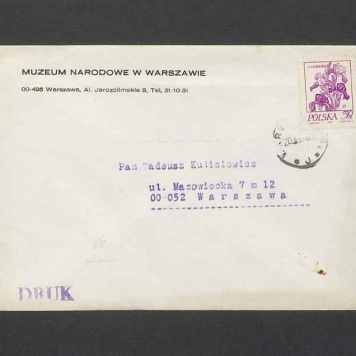 MUZEUM NARODOWE W WARSZAWIE
00-495 Warszawa, Al. Jerozolimskie 3, Tel, 21-10-31
POLSKA
Pan Tadeusz Kulisiewicz
ul. Mazowiecka 7 m 12
00-052 Warszawa
DRUK